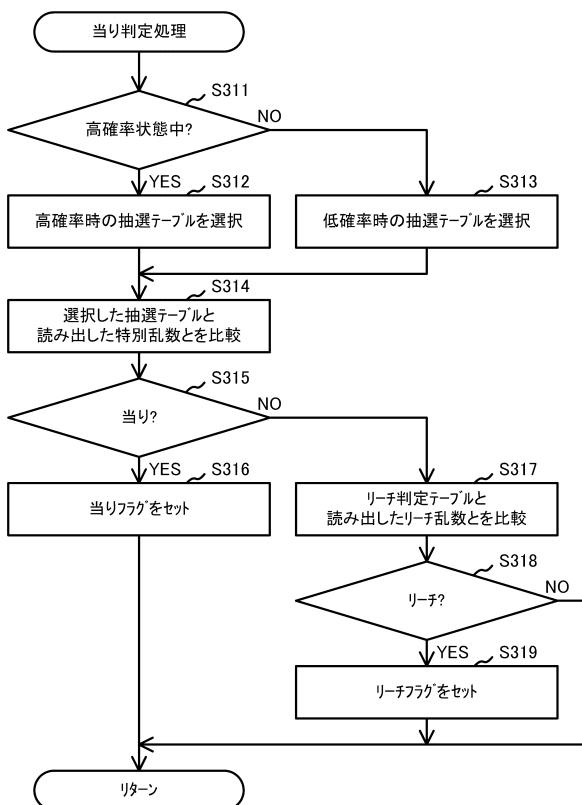 当り判定処理
S311
高確率状態中?
NO
YES
S312
高確率時の抽選テーブルを選択
S313
低確率時の抽選テーブルを選択
S314
選択した抽選テーブルと
読み出した特別乱数とを比較
S315
当り?
NO
YES
S316
当りフラグをセット
S317
リーチ判定テーブルと
読み出したリーチ乱数とを比較
S318
リーチ?
NO
YES
S319
リーチフラグをセット
リターン